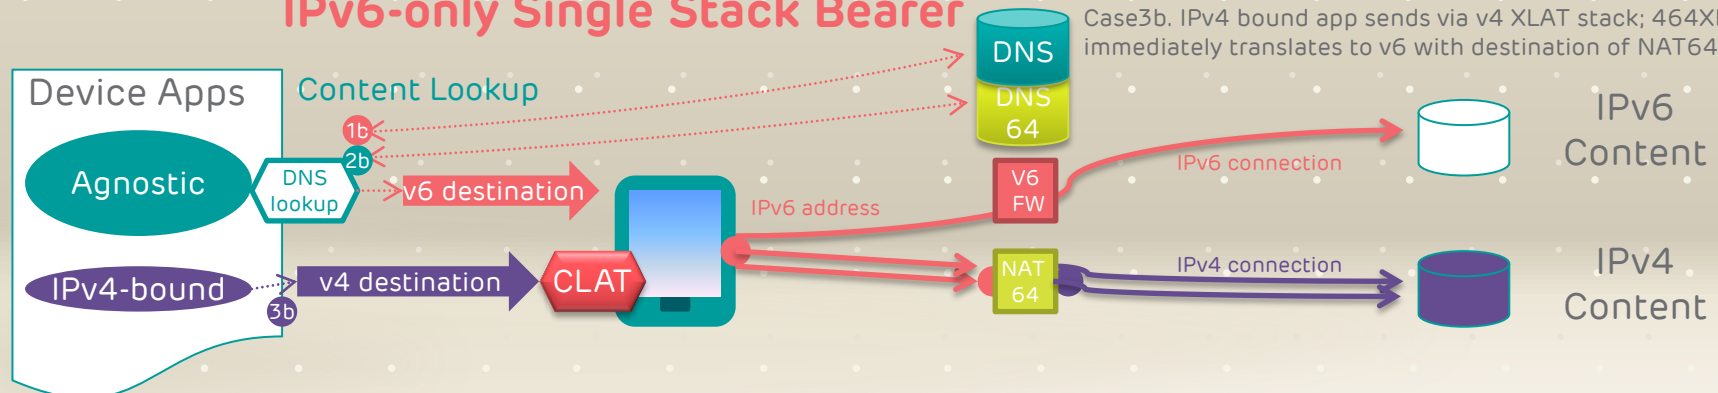 IPv6-only Single Stack Bearer
Case3b. IPv4 bound app sends via v4 XLAT stack;
immediately translates to v6 with destination of NAT64
Device Apps
Content Lookup
DNS
DNS
64
1b
2b
Agnostic
DNS
lookup
v6 destination
IPv6 address
V6
FW
IPv6 connection
IPv6
Content
IPv4-bound
3b
v4 destination
CLAT
NAT
64
IPv4 connection
IPv4
Content